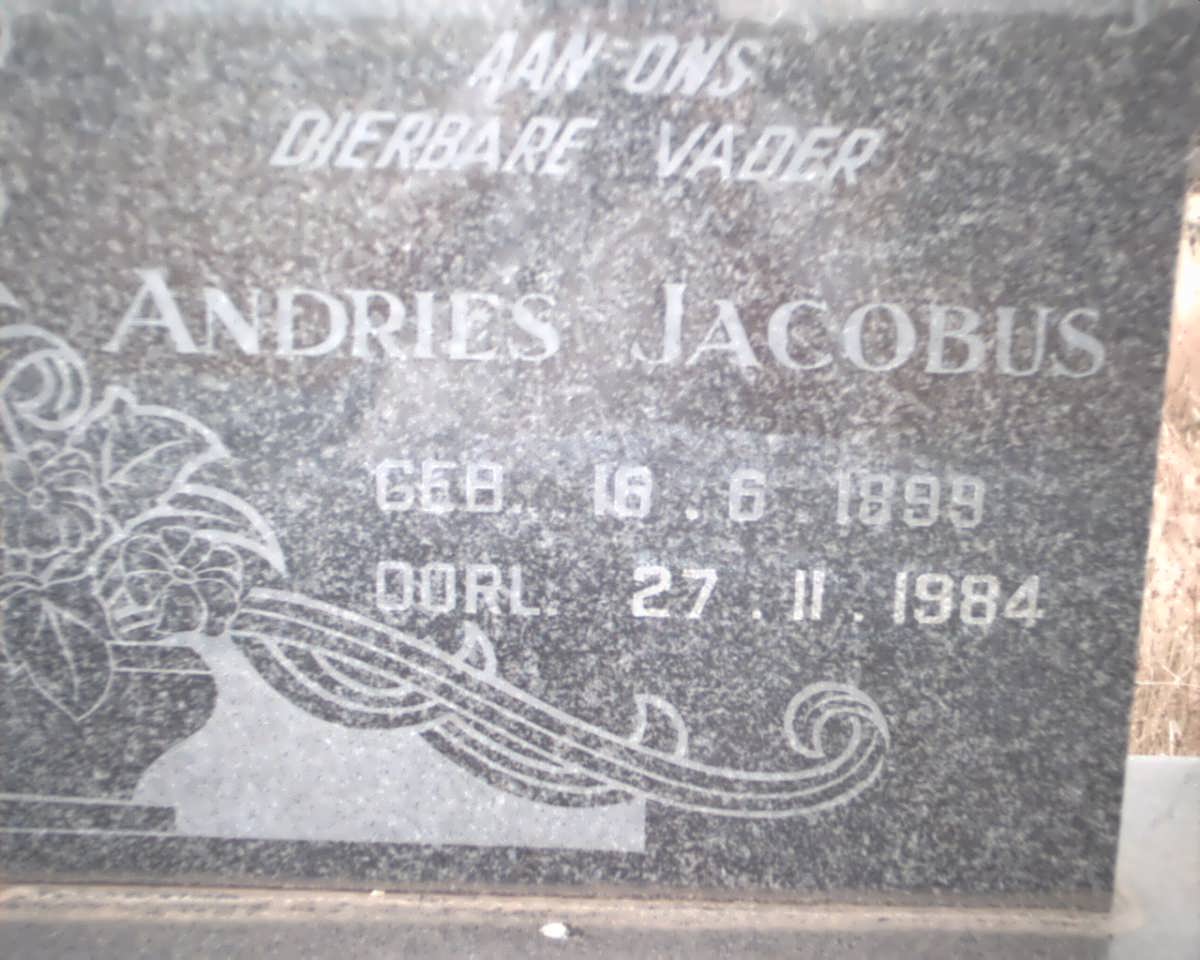 AAN ONS
DIERBARE VADER
ANDRIES JACOBUS
GEB. 16.6.1899
OORL. 27.11.1984